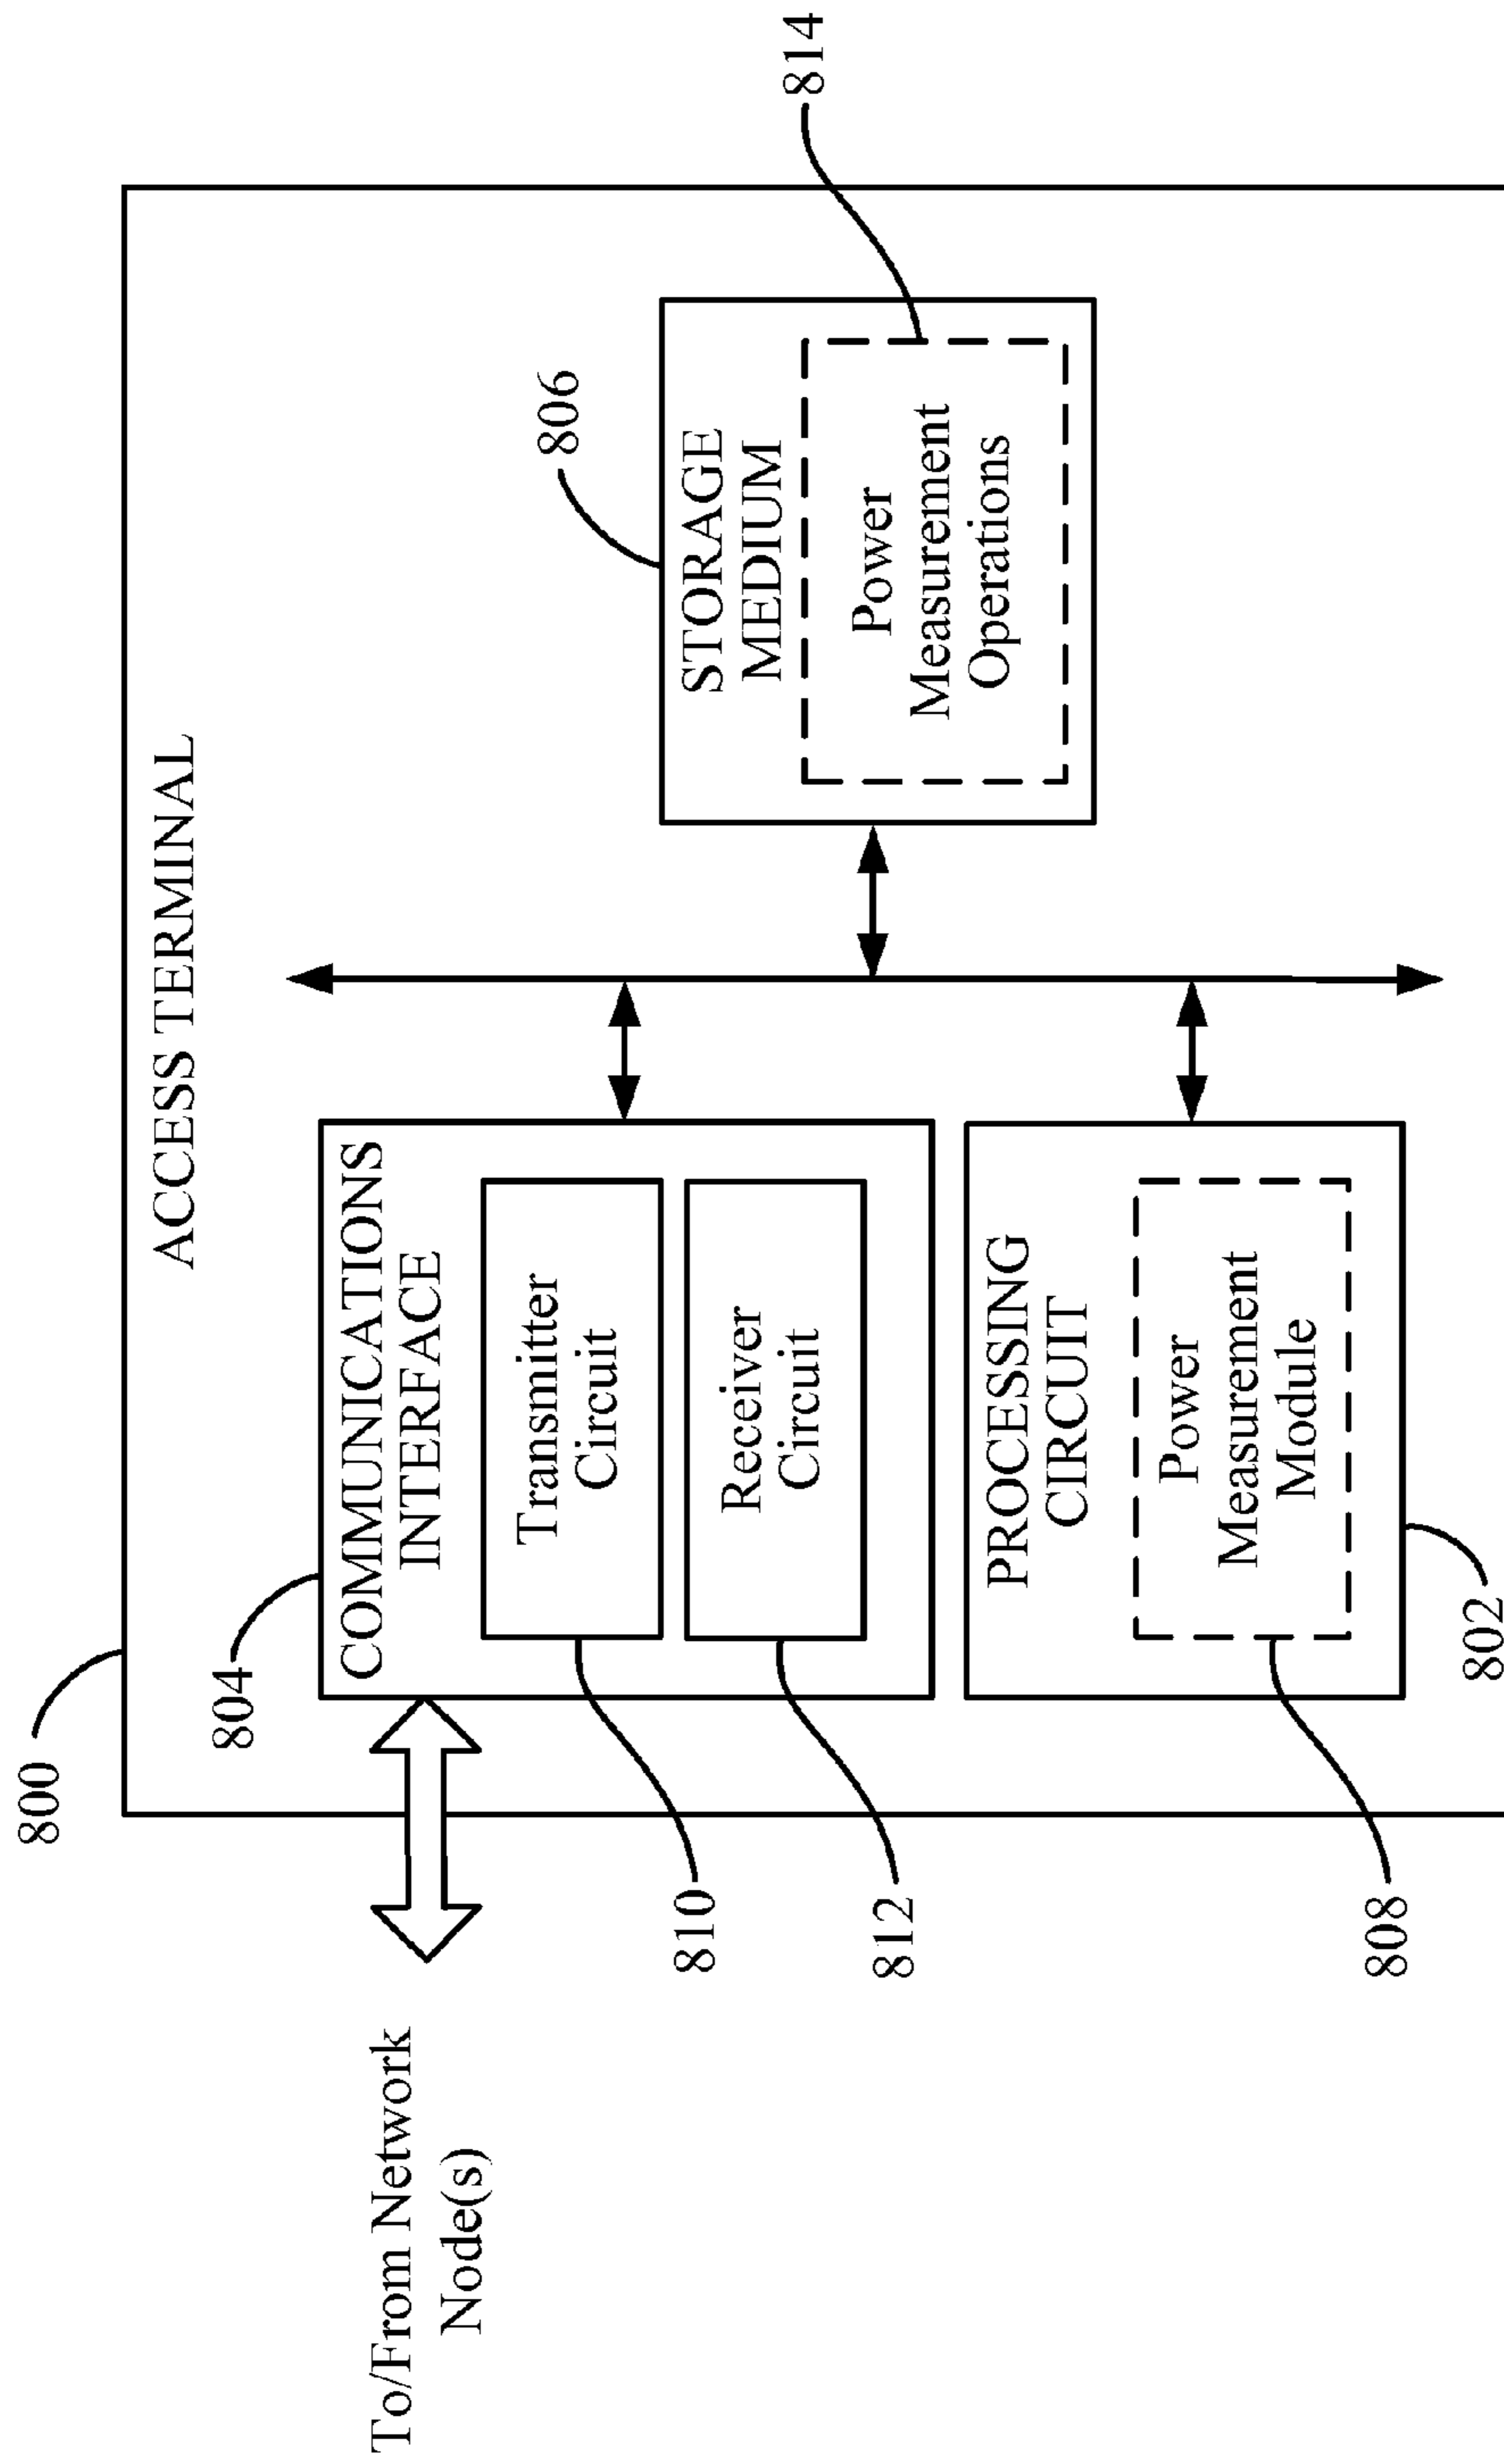 800
ACCESS TERMINAL
804
COMMUNICATIONS
INTERFACE
To/From Network
Node(s)
Transmitter
Circuit
810
Receiver
Circuit
812
806
STORAGE
MEDIUM
Power
Measurement
Operations
814
PROCESSING
CIRCUIT
Power
Measurement
Module
808
802